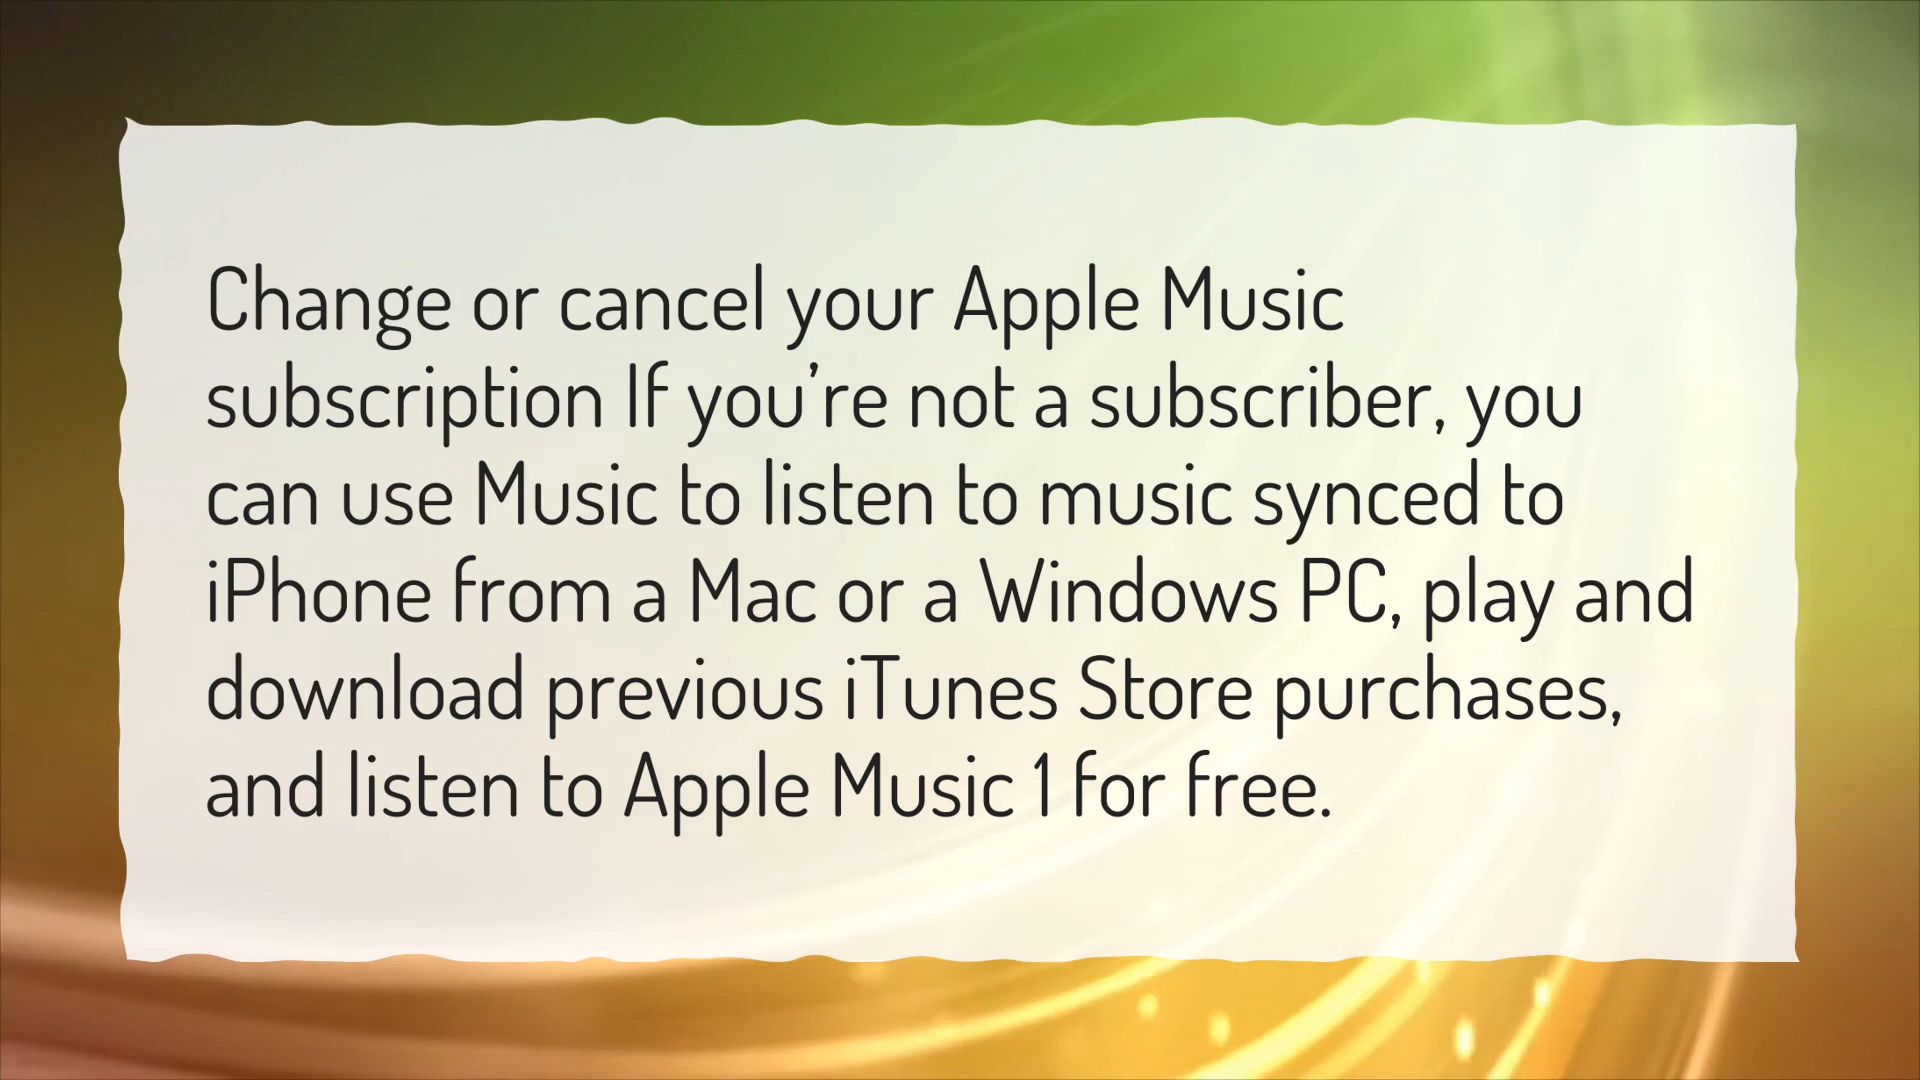 Change or cancel your Apple Music
subscription If you’re not a subscriber, you
can use Music to listen to music synced to
iPhone from a Mac or a Windows PC, play and
download previous iTunes Store purchases,
and listen to Apple Music 1 for free.